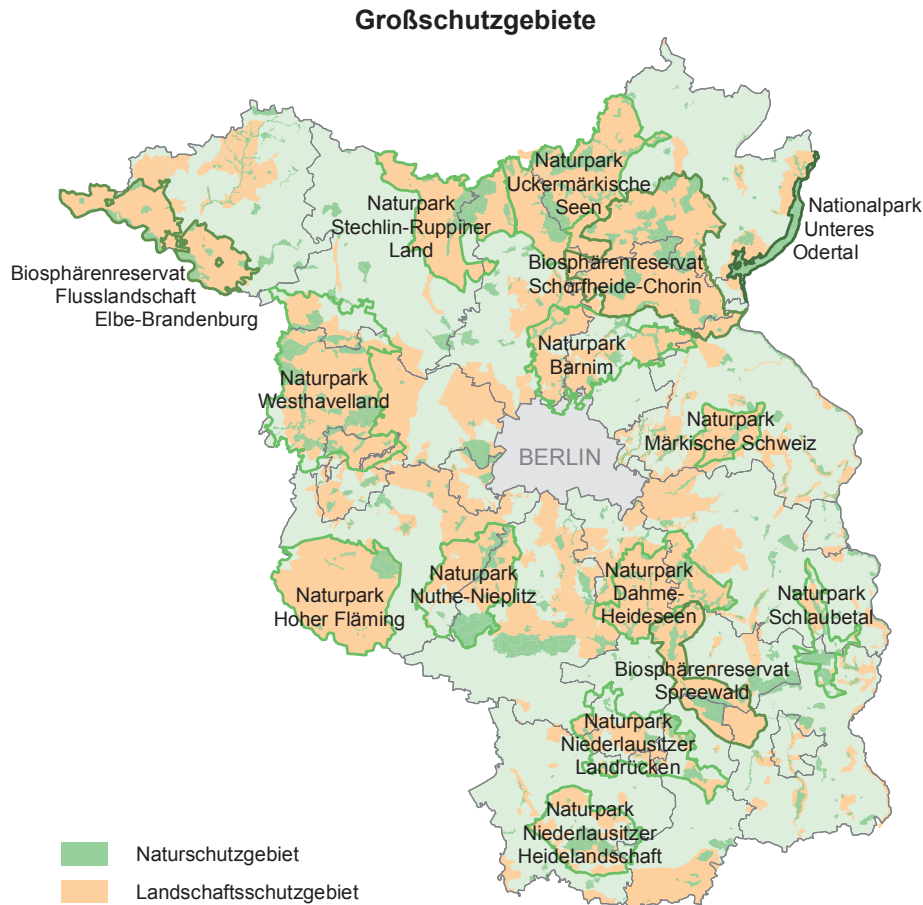 Großschutzgebiete
Naturpark
Uckermärkische
Seen
Naturpark
Stechlin-Ruppiner
Land
Nationalpark
Unteres
Odertal
Biosphärenreservat
Schorfheide-Chorin
Biosphärenreservat
Flusslandschaft
Elbe-Brandenburg
Naturpark
Barnim
Naturpark
Westhavelland
Naturpark
Märkische Schweiz
BERLIN
Naturpark
Hoher Fläming
Naturpark
Nuthe-Nieplitz
Naturpark
Dahme-
Heideseen
Naturpark
Schlaubetal
Biosphärenreservat
Spreewald
Naturpark
Niederlausitzer
Landrücken
Naturpark
Niederlausitzer
Heidelandschaft
Naturschutzgebiet
Landschaftsschutzgebiet